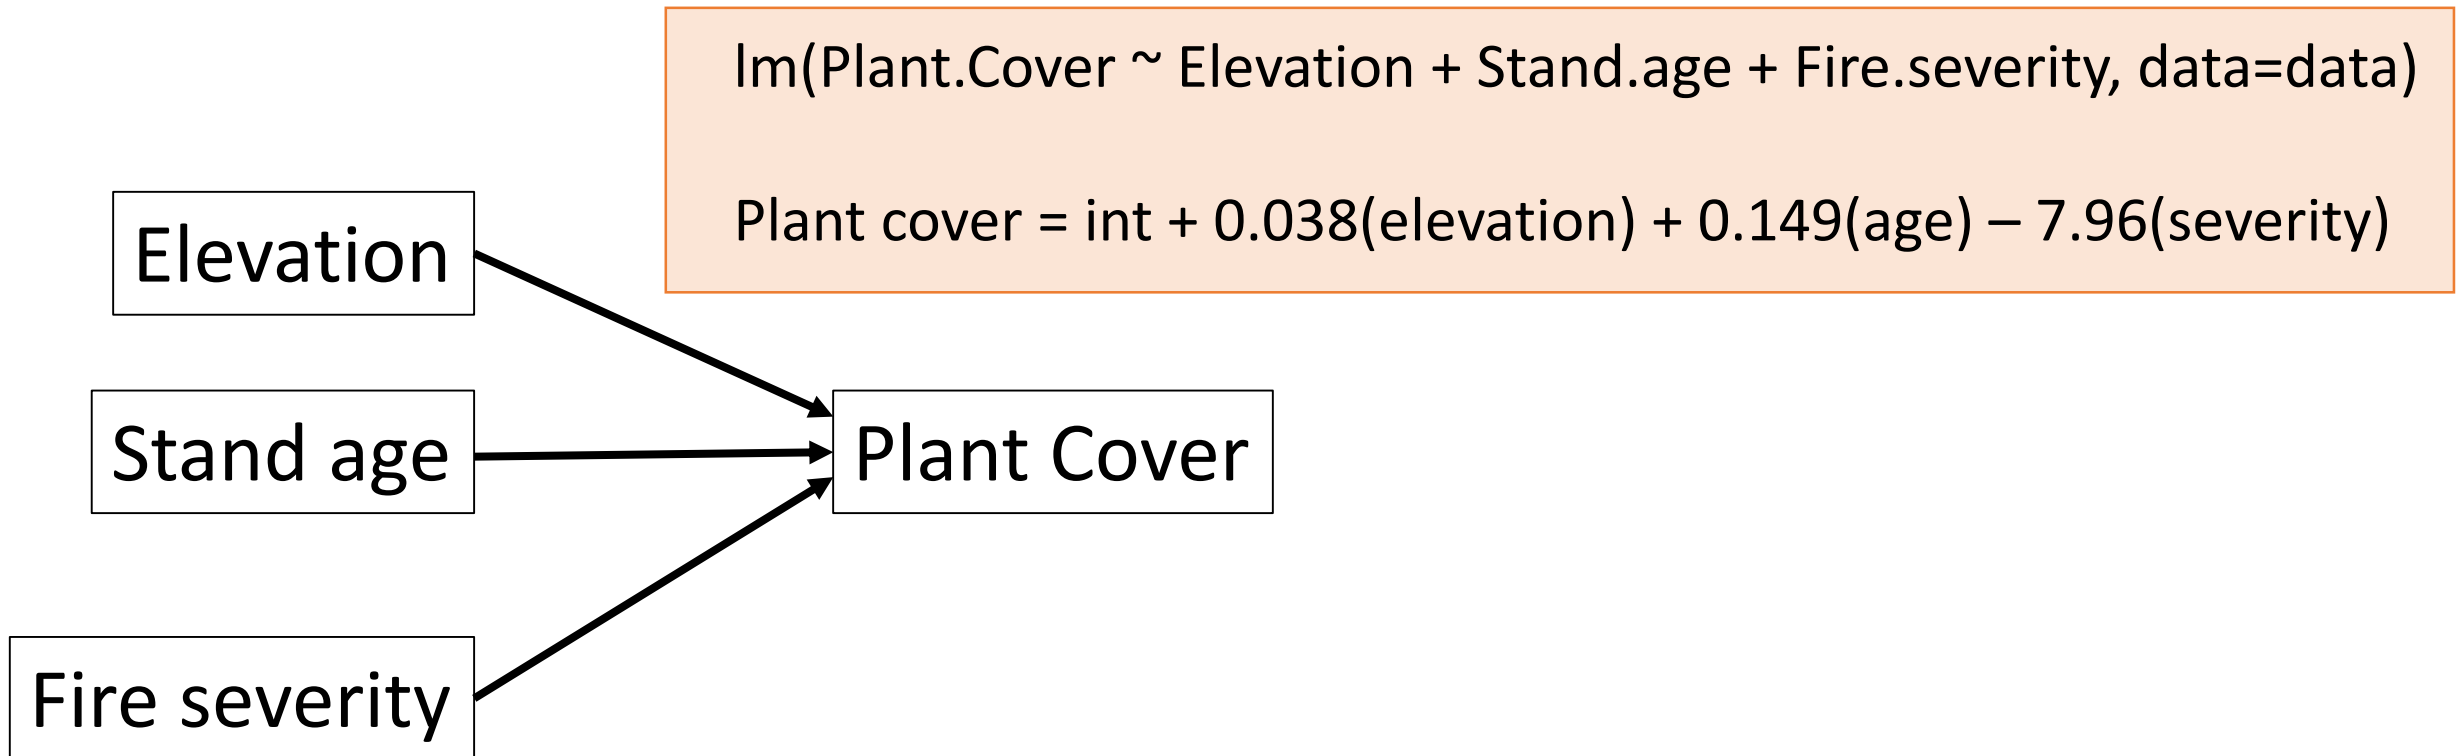 lm(Plant.Cover ~ Elevation + Stand.age + Fire.severity, data=data)
Plant cover = int + 0.038(elevation) + 0.149(age) – 7.96(severity)
Elevation
Stand age
Plant Cover
Fire severity